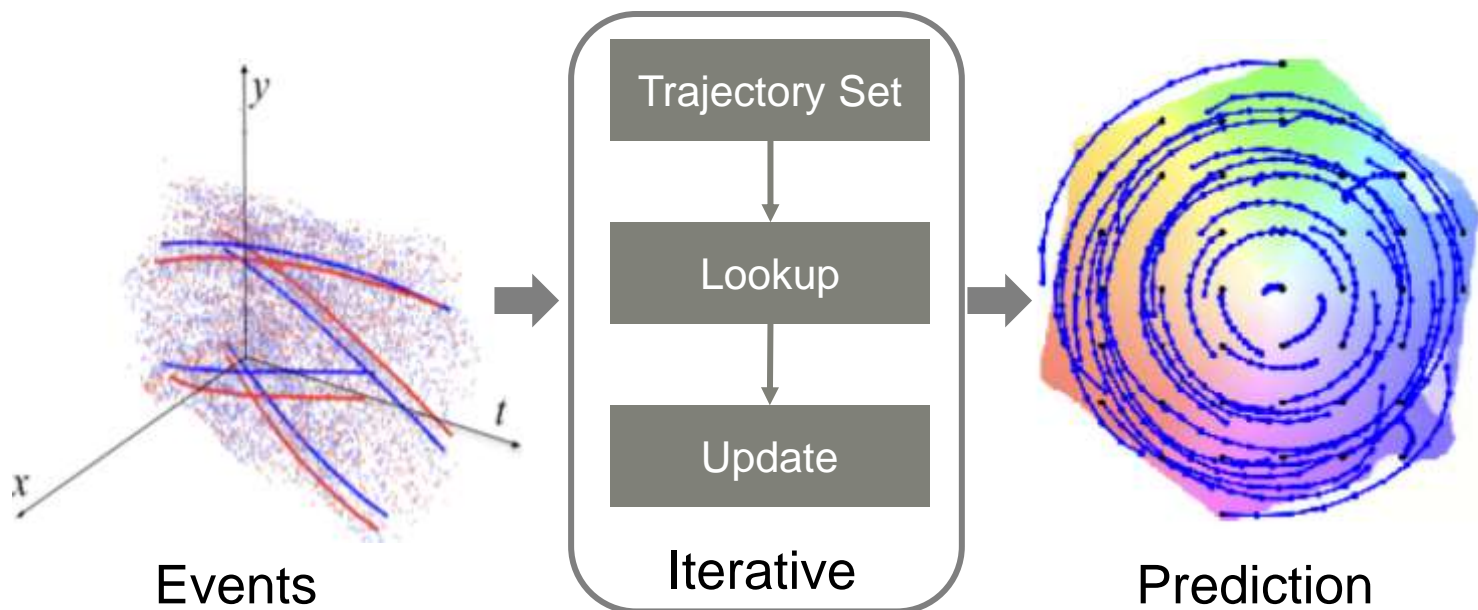 y
x
t
Events
Trajectory Set
Lookup
Update
Iterative
Prediction